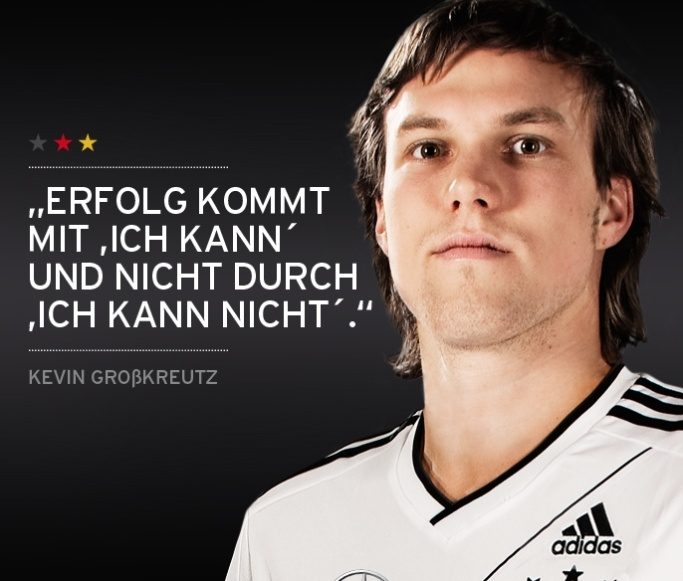 „ERFOLG KOMMT
MIT ‚ICH KANN´
UND NICHT DURCH
‚ICH KANN NICHT´.“
KEVIN GROßKREUTZ
adidas